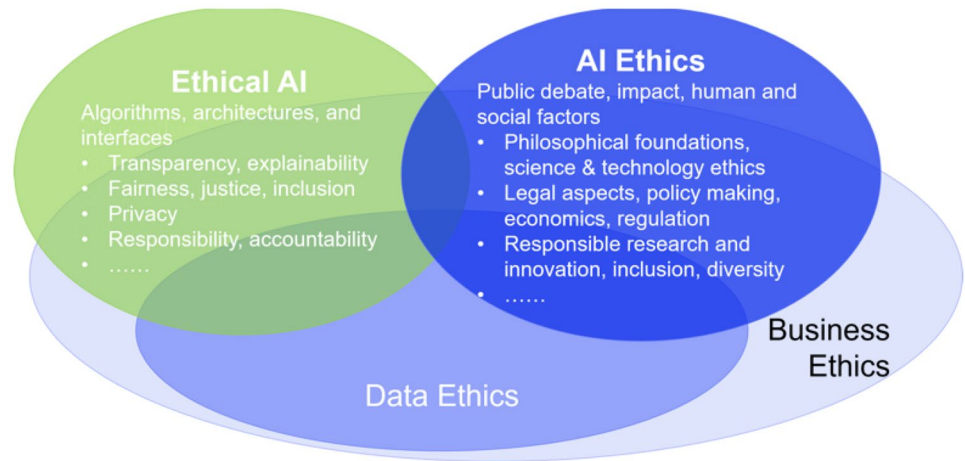 Ethical AI
Algorithms, architectures, and
interfaces
• Transparency, explainability
• Fairness, justice, inclusion
• Privacy
• Responsibility, accountability
• ……
AI Ethics
Public debate, impact, human and
social factors
• Philosophical foundations,
science & technology ethics
• Legal aspects, policy making,
economics, regulation
• Responsible research and
innovation, inclusion, diversity
• ……
Business
Ethics
Data Ethics